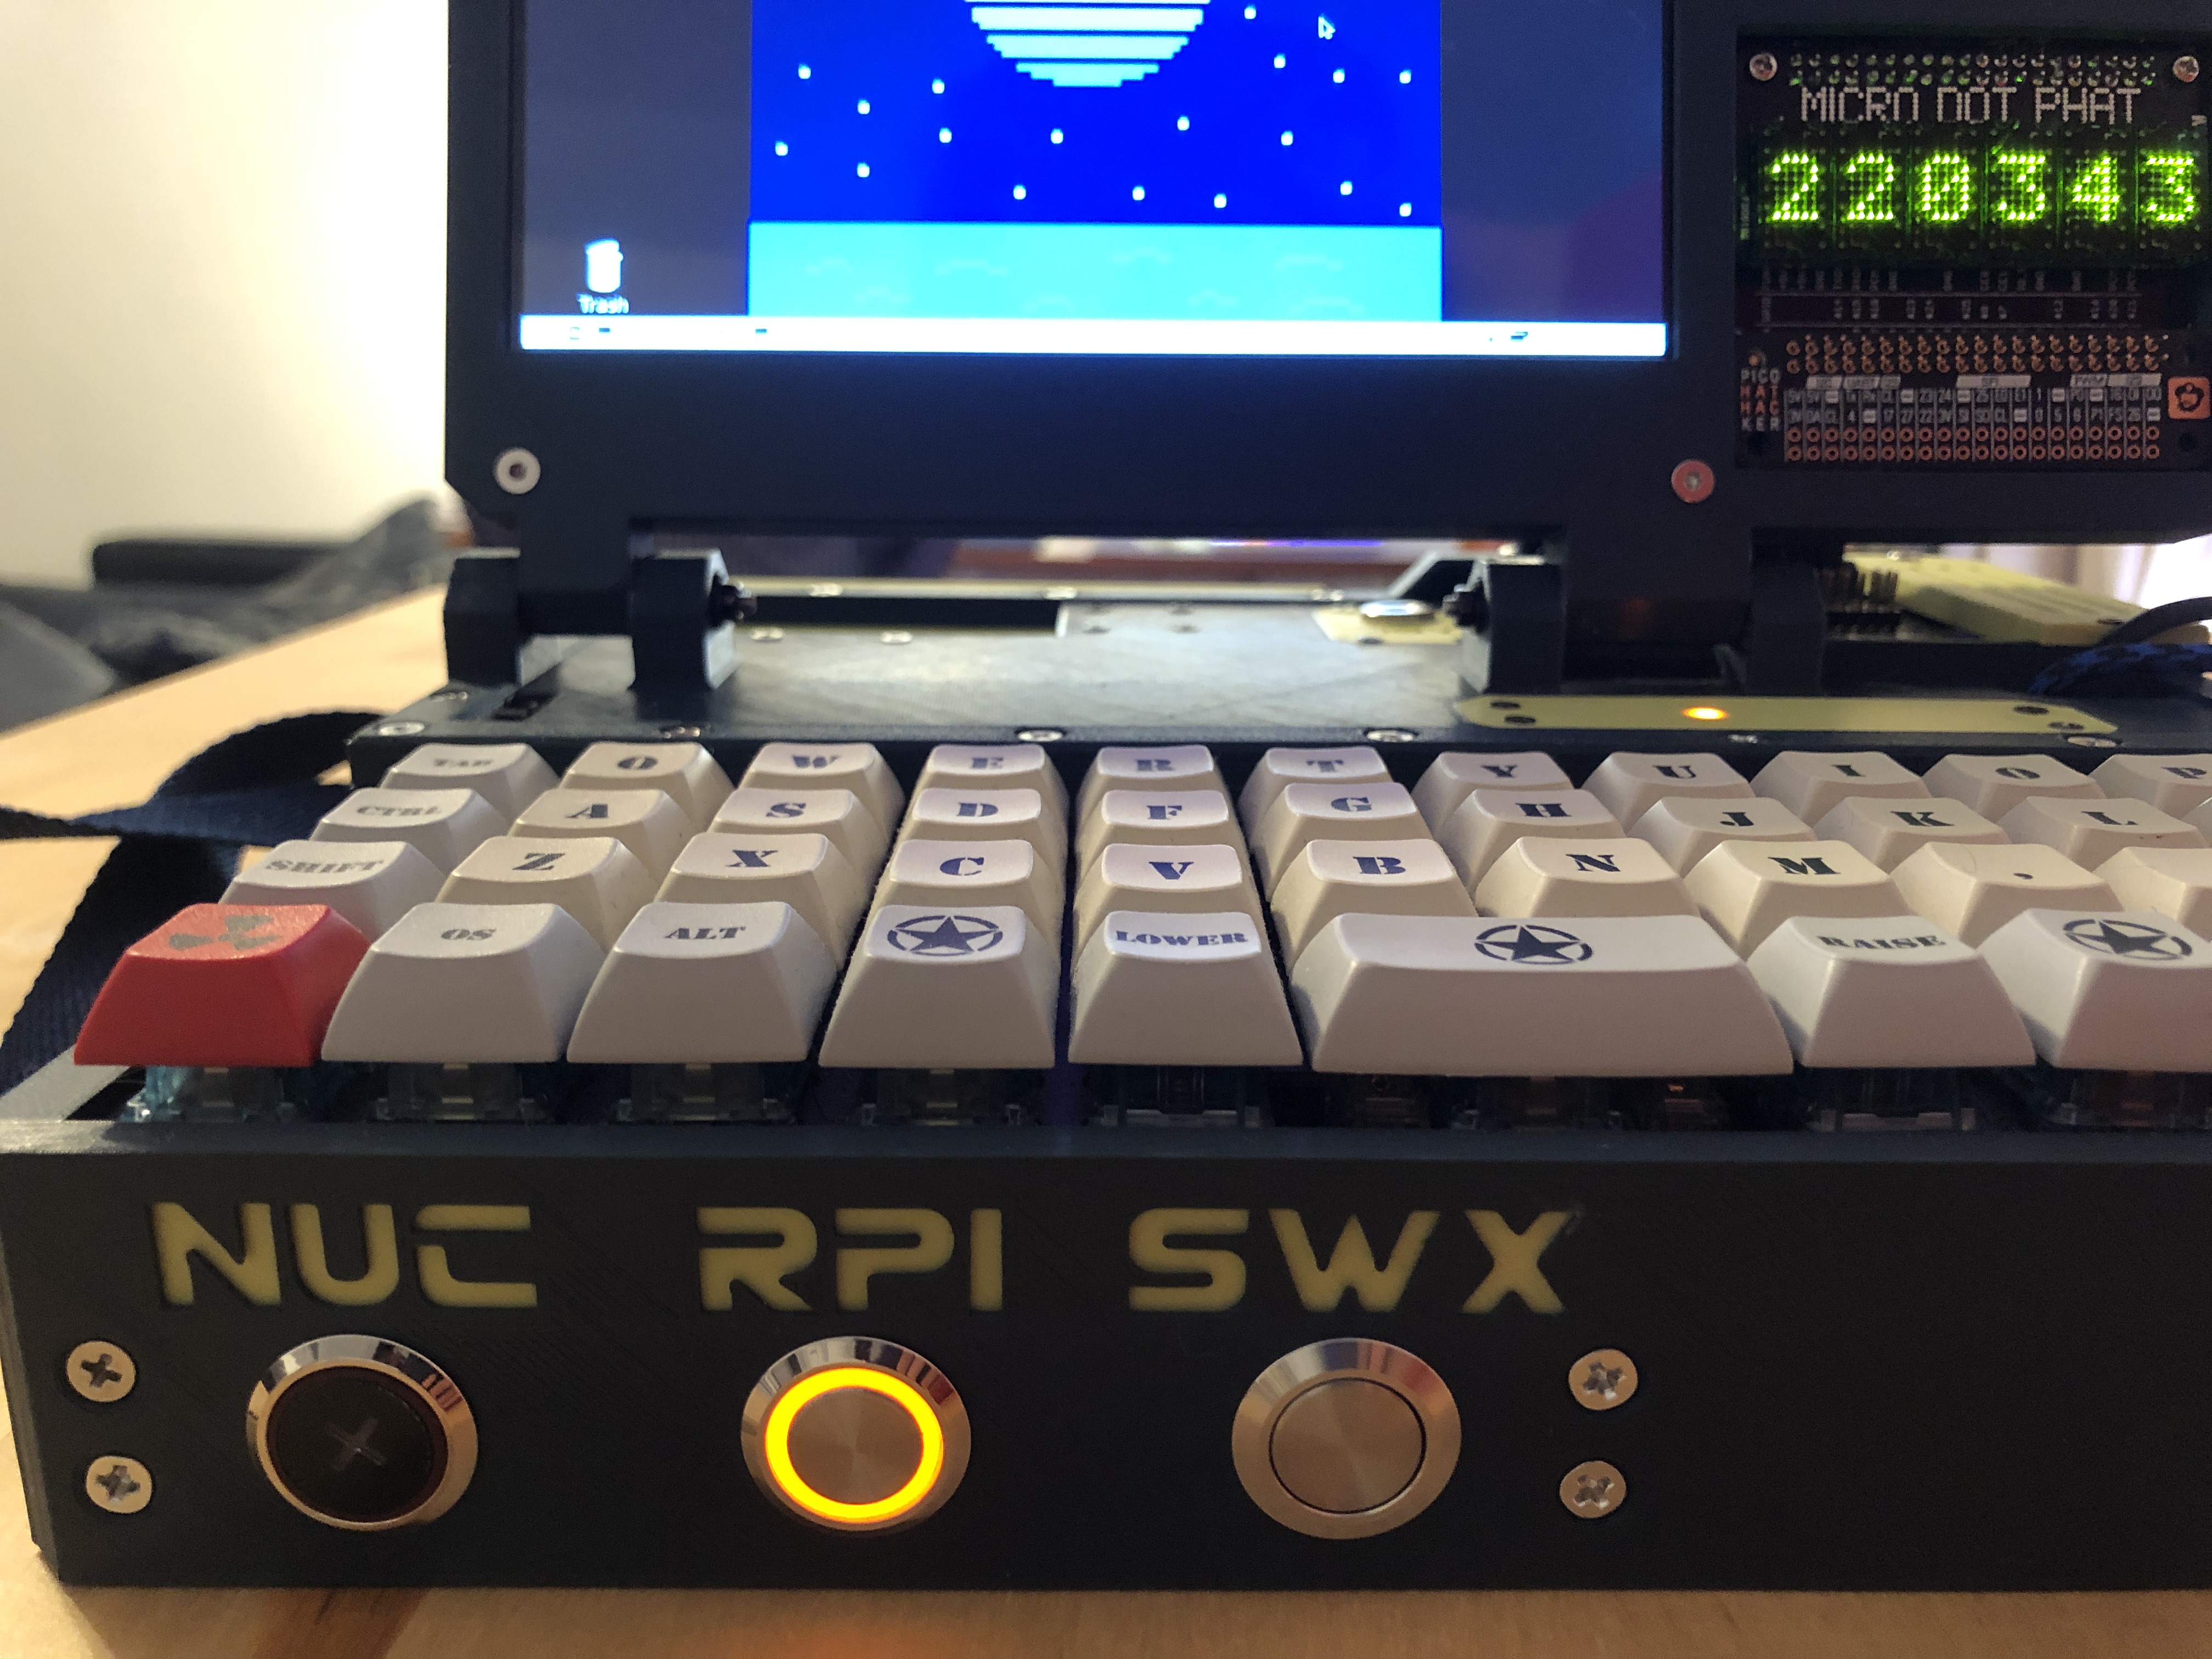 MICRO DOT PHAT
220343
Trash
PICO
HAT
HACKER
TAB Q W E R T Y U I O P
CTRL A S D F G H J K L
SHIFT Z X C V B N M .
OS ALT LOWER RAISE
NUC RPI SWX